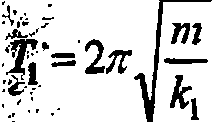 T₁ = 2π√(m/k₁)